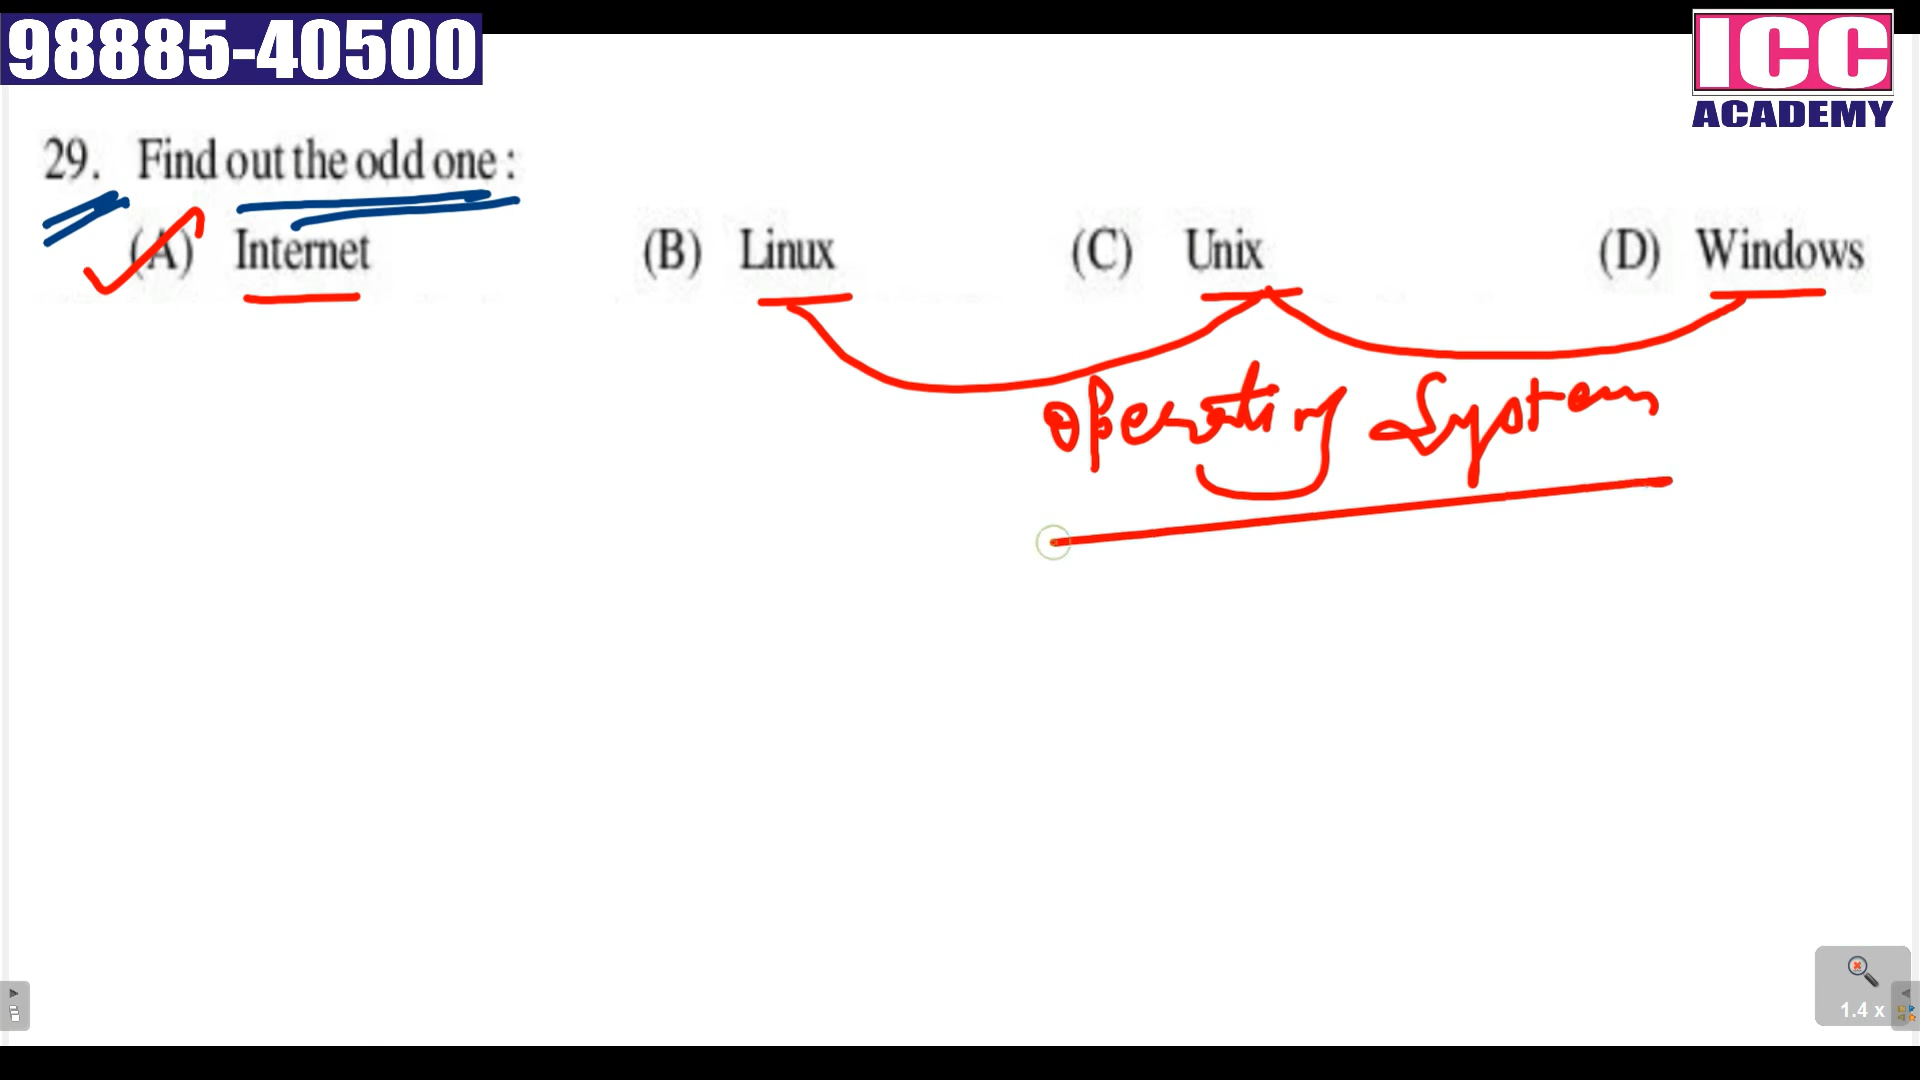 98885-40500
ICC
ACADEMY
29. Find out the odd one :
(A) Internet (B) Linux (C) Unix (D) Windows
Operating System
1.4 x